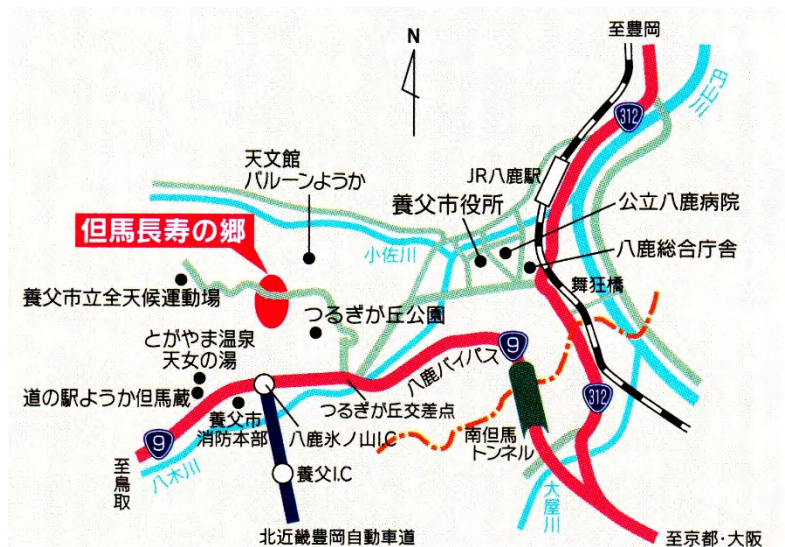 至豊岡
N
312
円山川
天文館
バルーンようか
JR八鹿駅
養父市役所
公立八鹿病院
但馬長寿の郷
小佐川
八鹿総合庁舎
養父市立全天候運動場
舞狂橋
つるぎが丘公園
とがやま温泉
天女の湯
9
八鹿バイパス
道の駅ようか但馬蔵
312
つるぎが丘交差点
養父市
消防本部
八鹿氷ノ山I.C
南但馬
トンネル
9
至鳥取
八木川
養父I.C
大屋川
北近畿豊岡自動車道
至京都・大阪